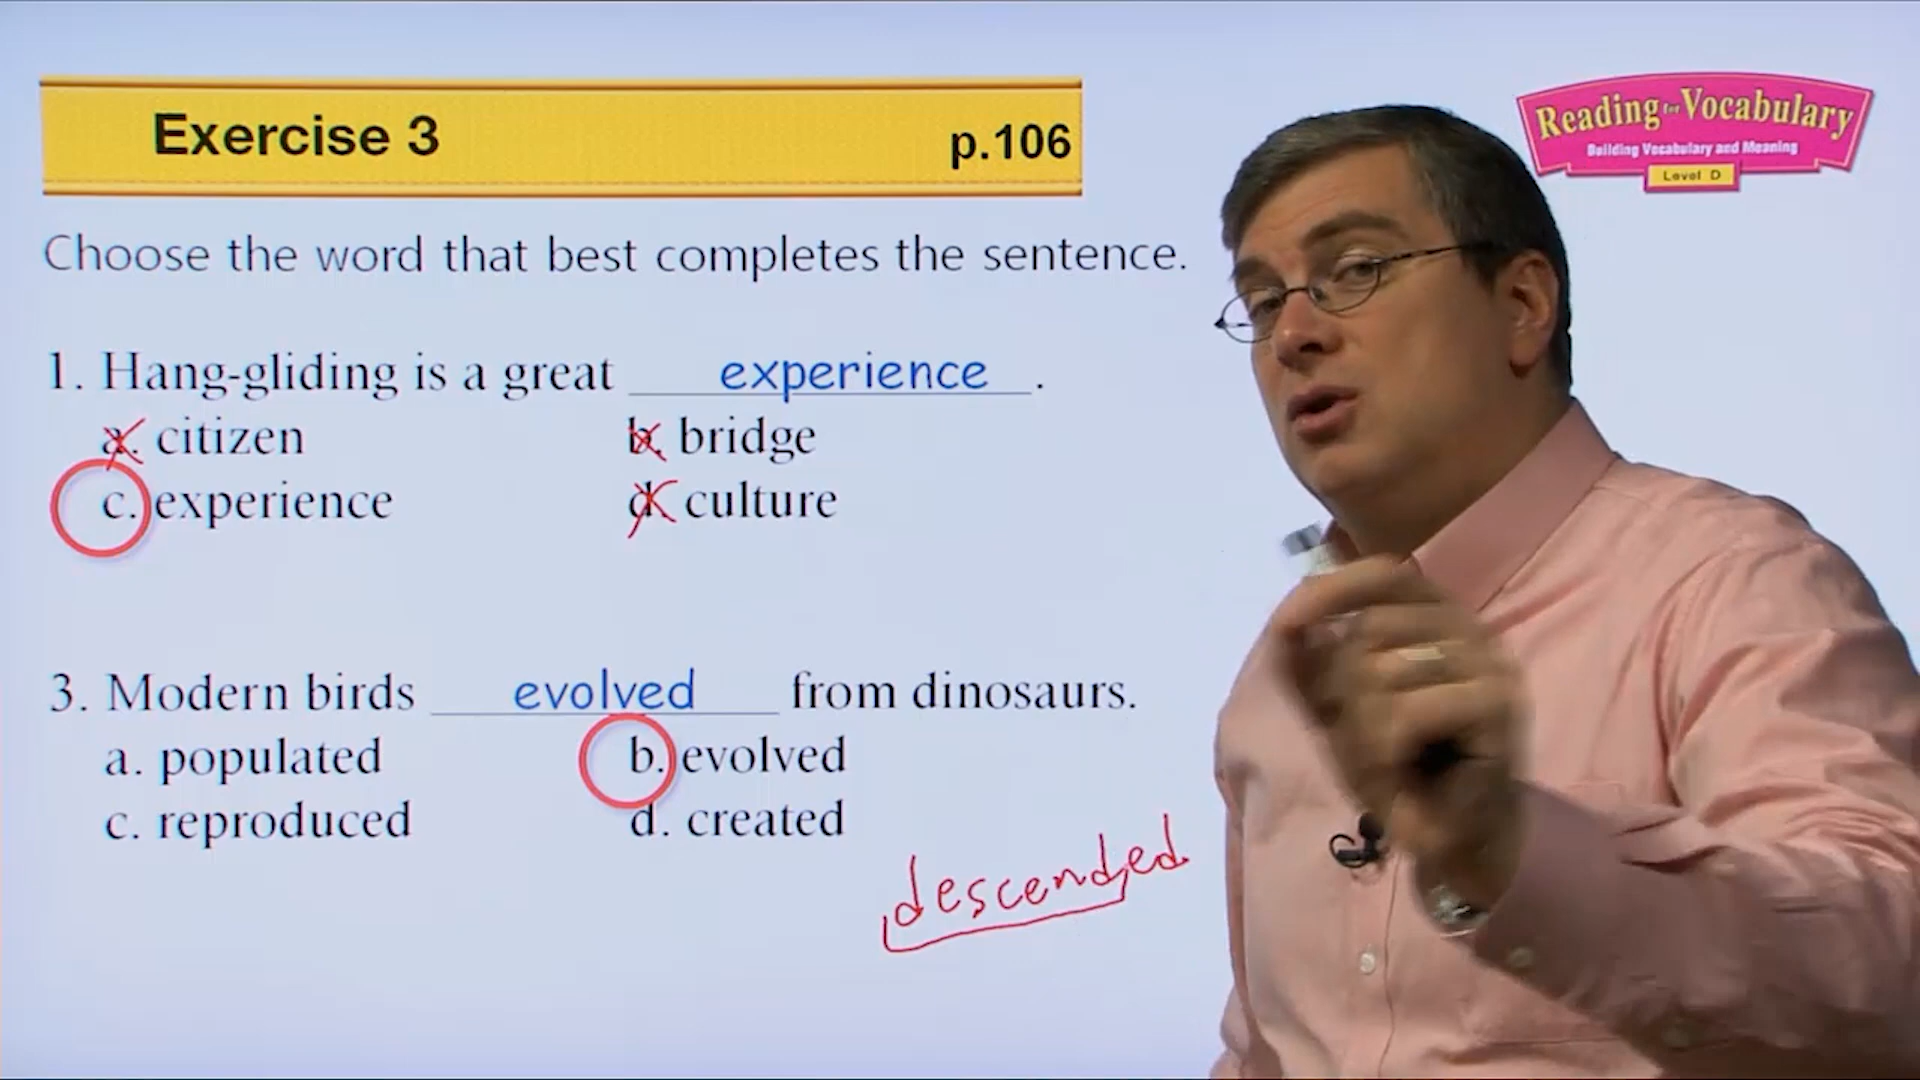 Exercise 3 p.106
Reading for Vocabulary
Building Vocabulary and Meaning
Level D
Choose the word that best completes the sentence.
1. Hang-gliding is a great experience.
a. citizen b. bridge
c. experience d. culture
3. Modern birds evolved from dinosaurs.
a. populated b. evolved
c. reproduced d. created
descended